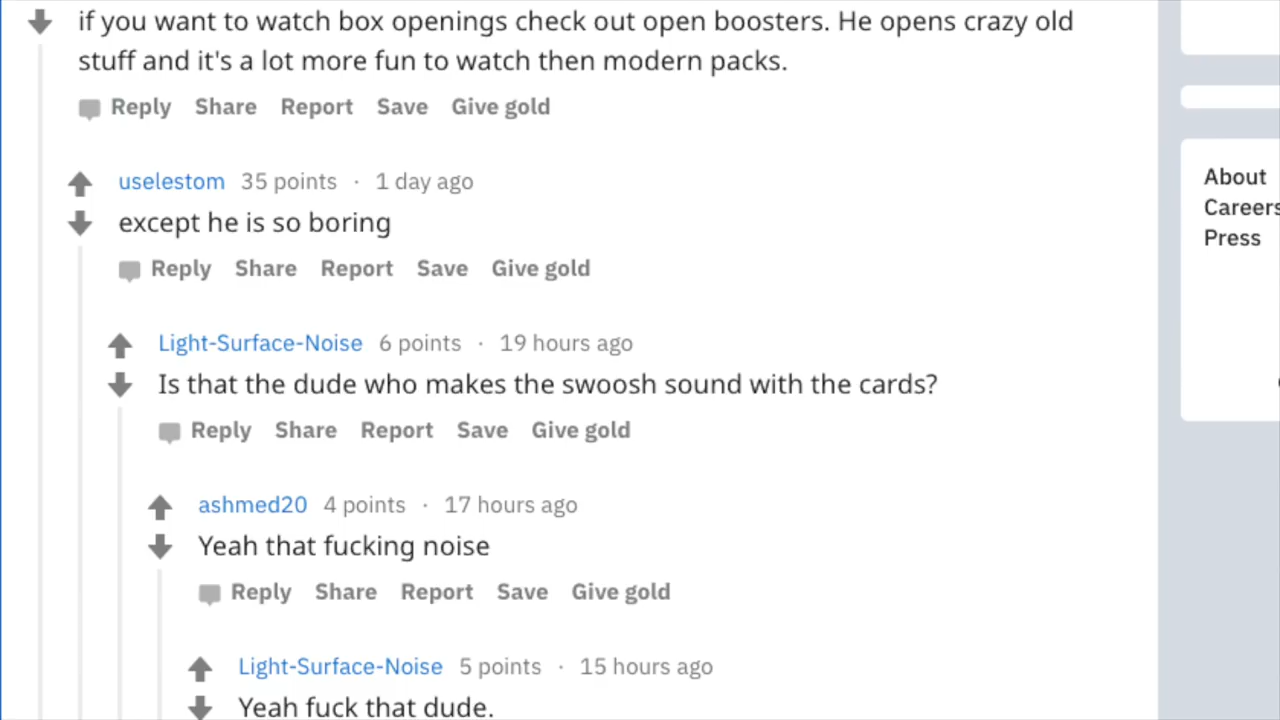 if you want to watch box openings check out open boosters. He opens crazy old
stuff and it's a lot more fun to watch then modern packs.
Reply Share Report Save Give gold
uselestom 35 points · 1 day ago
except he is so boring
Reply Share Report Save Give gold
Light-Surface-Noise 6 points · 19 hours ago
Is that the dude who makes the swoosh sound with the cards?
Reply Share Report Save Give gold
ashmed20 4 points · 17 hours ago
Yeah that fucking noise
Reply Share Report Save Give gold
Light-Surface-Noise 5 points · 15 hours ago
Yeah fuck that dude.
About
Careers
Press